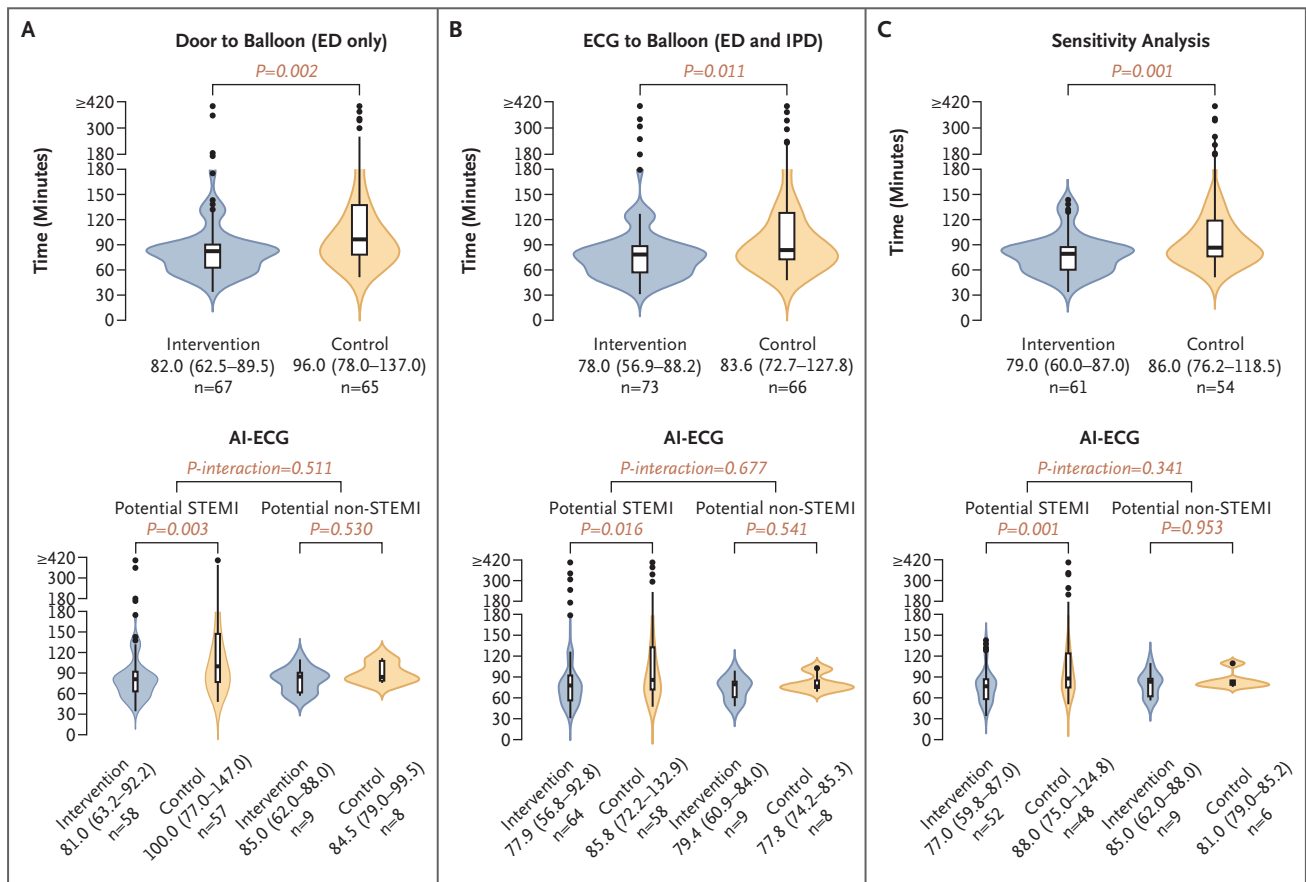 A
Door to Balloon (ED only)
P=0.002
Time (Minutes)
≥420
300
180
180
150
120
90
60
30
0
Intervention
82.0 (62.5–89.5)
n=67
Control
96.0 (78.0–137.0)
n=65
AI-ECG
P-interaction=0.511
Potential STEMI
P=0.003
Potential non-STEMI
P=0.530
≥420
300
180
180
150
120
90
60
30
0
Intervention
81.0 (63.2–92.2)
n=58
Control
100.0 (77.0–147.0)
n=57
Intervention
85.0 (62.0–88.0)
n=9
Control
84.5 (79.0–99.5)
n=8
B
ECG to Balloon (ED and IPD)
P=0.011
Time (Minutes)
≥420
300
180
180
150
120
90
60
30
0
Intervention
78.0 (56.9–88.2)
n=73
Control
83.6 (72.7–127.8)
n=66
AI-ECG
P-interaction=0.677
Potential STEMI
P=0.016
Potential non-STEMI
P=0.541
≥420
300
180
180
150
120
90
60
30
0
Intervention
77.9 (56.8–92.8)
n=64
Control
85.8 (72.2–132.9)
n=58
Intervention
79.4 (60.9–84.0)
n=9
Control
77.8 (74.2–85.3)
n=8
C
Sensitivity Analysis
P=0.001
Time (Minutes)
≥420
300
180
180
150
120
90
60
30
0
Intervention
79.0 (60.0–87.0)
n=61
Control
86.0 (76.2–118.5)
n=54
AI-ECG
P-interaction=0.341
Potential STEMI
P=0.001
Potential non-STEMI
P=0.953
≥420
300
180
180
150
120
90
60
30
0
Intervention
77.0 (59.8–87.0)
n=52
Control
88.0 (75.0–124.8)
n=48
Intervention
85.0 (62.0–88.0)
n=9
Control
81.0 (79.0–85.2)
n=6